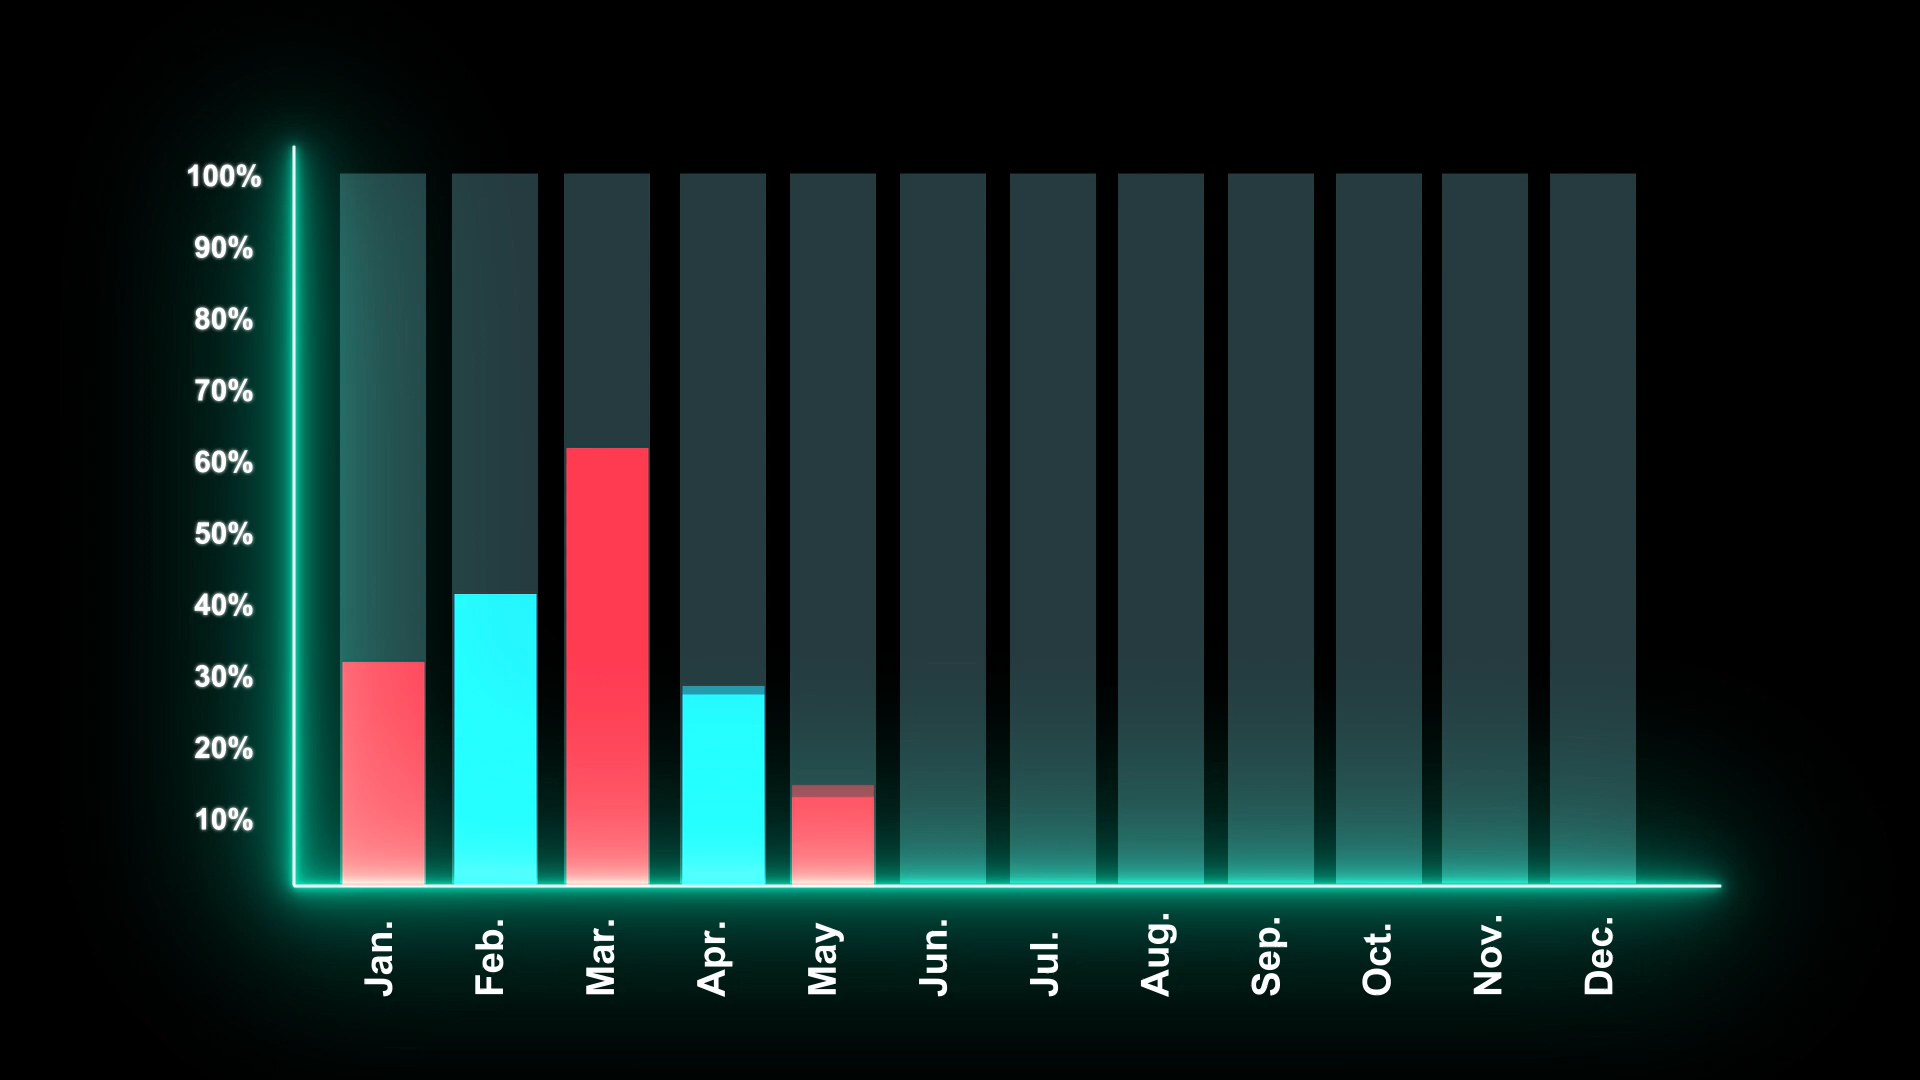 100%
90%
80%
70%
60%
50%
40%
30%
20%
10%
Jan.
Feb.
Mar.
Apr.
May
Jun.
Jul.
Aug.
Sep.
Oct.
Nov.
Dec.